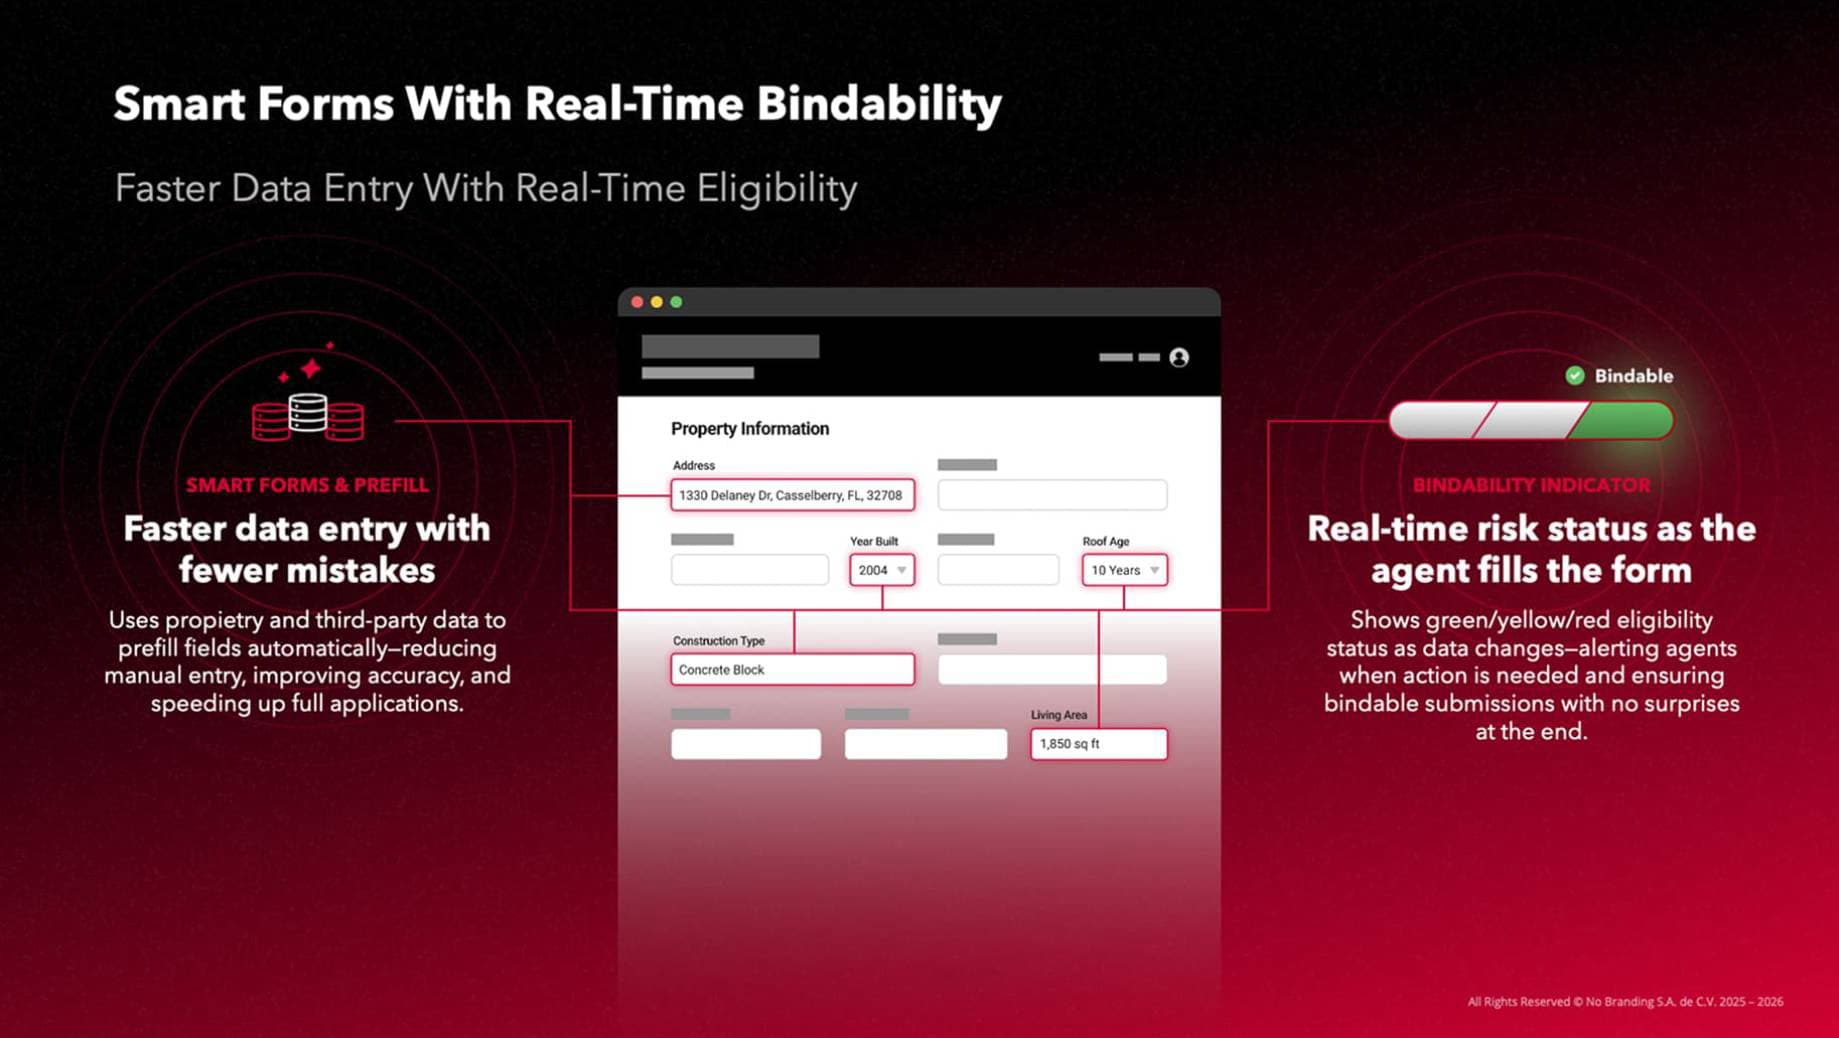 Smart Forms With Real-Time Bindability
Faster Data Entry With Real-Time Eligibility
SMART FORMS & PREFILL
Faster data entry with
fewer mistakes
Uses propietry and third-party data to
prefill fields automatically—reducing
manual entry, improving accuracy, and
speeding up full applications.
Property Information
Address
1330 Delaney Dr, Casselberry, FL, 32708
Year Built
2004
Roof Age
10 Years
Construction Type
Concrete Block
Living Area
1,850 sq ft
Bindable
BINDABILITY INDICATOR
Real-time risk status as the
agent fills the form
Shows green/yellow/red eligibility
status as data changes—alerting agents
when action is needed and ensuring
bindable submissions with no surprises
at the end.
All Rights Reserved © No Branding S.A. de C.V. 2025 – 2026